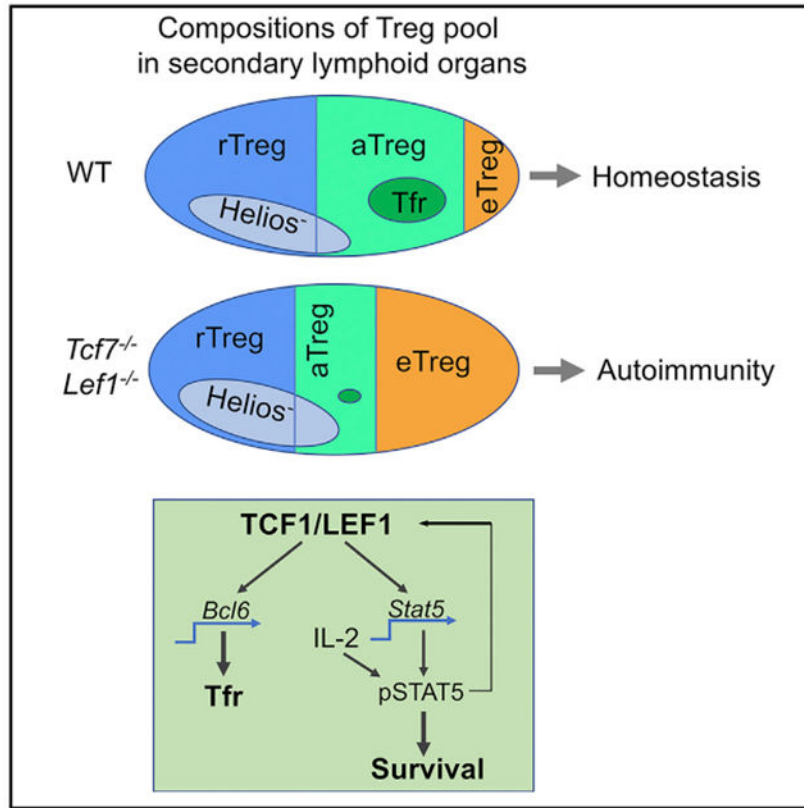 Compositions of Treg pool
in secondary lymphoid organs
WT
rTreg
aTreg
eTreg
Helios⁻
Tfr
Homeostasis
Tcf7⁻/⁻
Lef1⁻/⁻
rTreg
aTreg
eTreg
Helios⁻
Autoimmunity
TCF1/LEF1
Bcl6
Stat5
IL-2
Tfr
pSTAT5
Survival